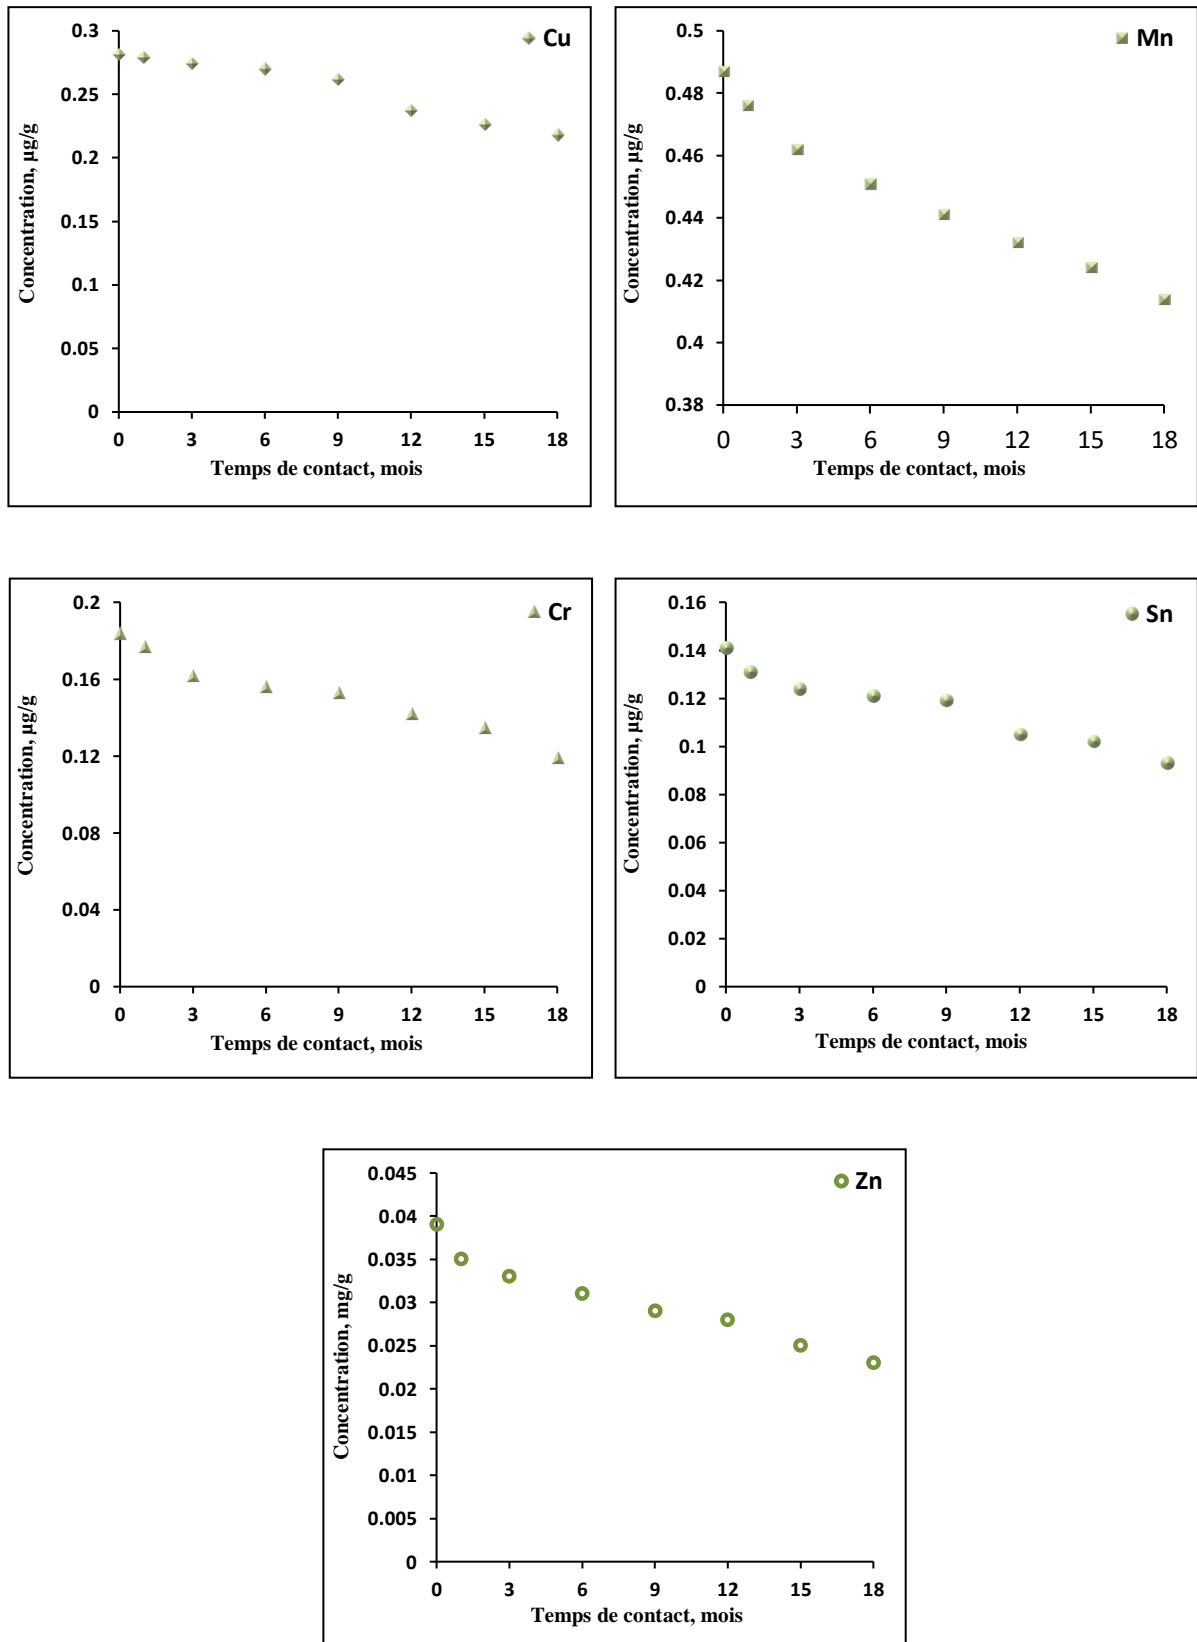 Cu
0.3
0.25
0.2
0.15
0.1
0.05
0
Concentration, µg/g
0 3 6 9 12 15 18
Temps de contact, mois
Mn
0.5
0.48
0.46
0.44
0.42
0.4
0.38
Concentration, µg/g
0 3 6 9 12 15 18
Temps de contact, mois
Cr
0.2
0.16
0.12
0.08
0.04
0
Concentration, µg/g
0 3 6 9 12 15 18
Temps de contact, mois
Sn
0.16
0.14
0.12
0.1
0.08
0.06
0.04
0.02
0
Concentration, µg/g
0 3 6 9 12 15 18
Temps de contact, mois
Zn
0.045
0.04
0.035
0.03
0.025
0.02
0.015
0.01
0.005
0
Concentration, mg/g
0 3 6 9 12 15 18
Temps de contact, mois